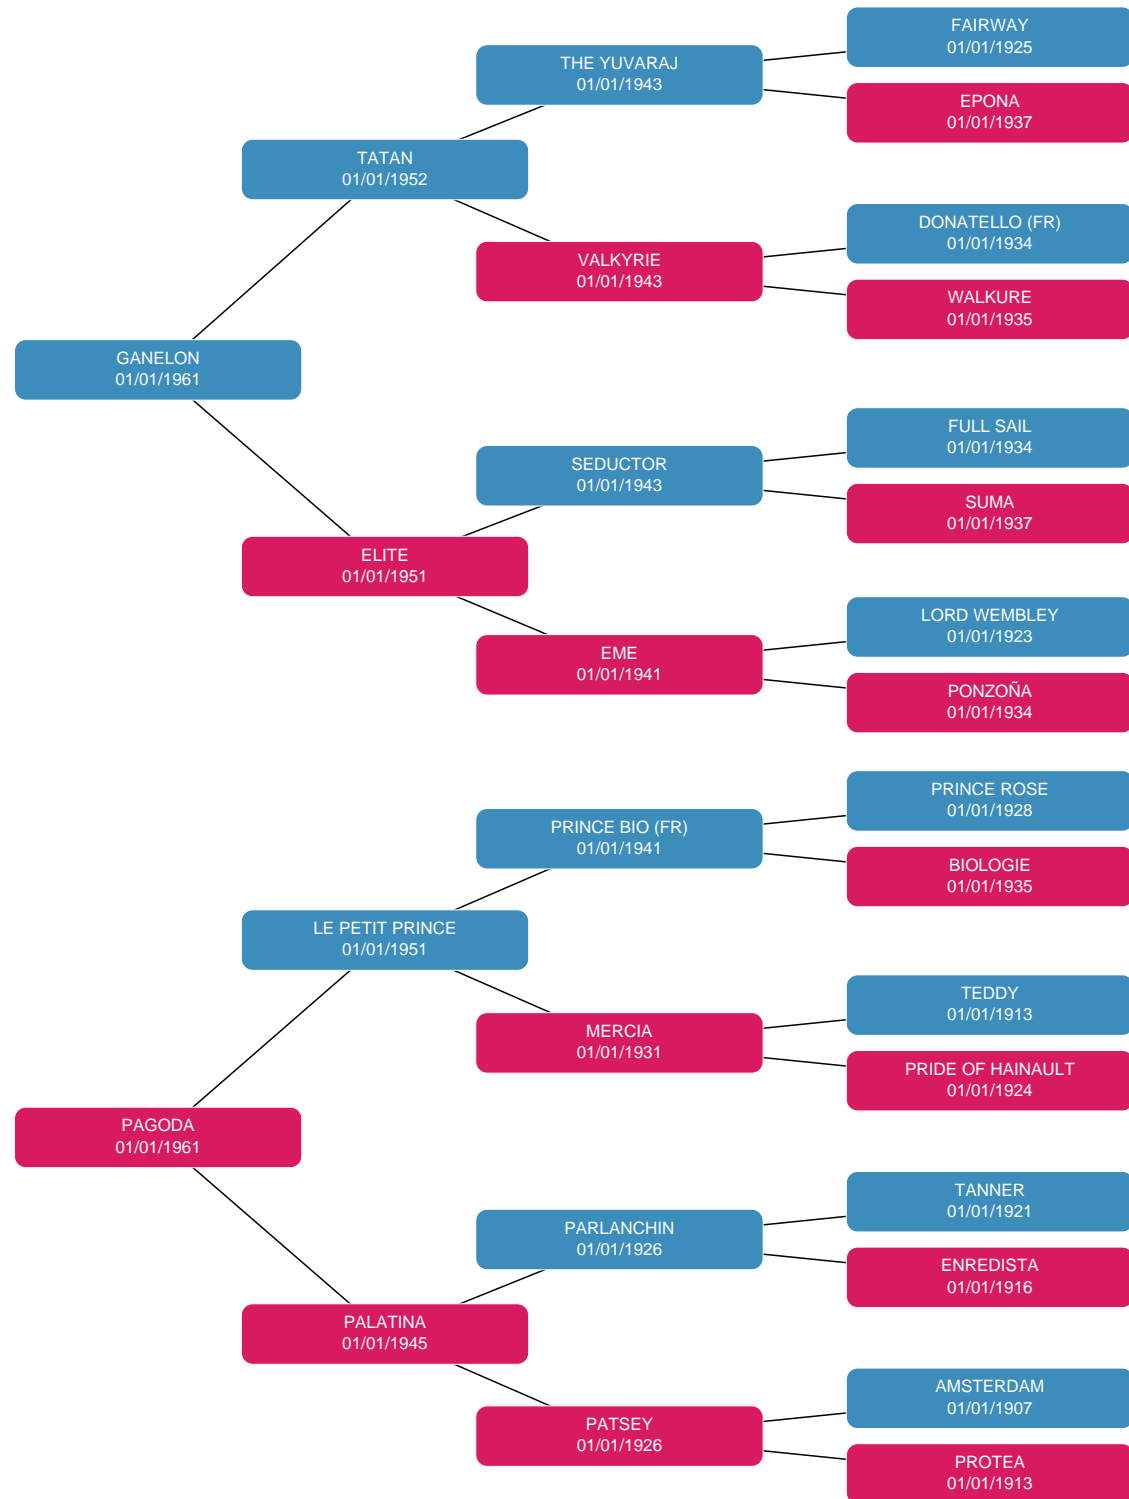 FAIRWAY
01/01/1925
THE YUVARAJ
01/01/1943
EPONA
01/01/1937
TATAN
01/01/1952
DONATELLO (FR)
01/01/1934
VALKYRIE
01/01/1943
WALKURE
01/01/1935
GANELON
01/01/1961
FULL SAIL
01/01/1934
SEDUCTOR
01/01/1943
SUMA
01/01/1937
ELITE
01/01/1951
LORD WEMBLEY
01/01/1923
EME
01/01/1941
PONZOÑA
01/01/1934
PRINCE ROSE
01/01/1928
PRINCE BIO (FR)
01/01/1941
BIOLOGIE
01/01/1935
LE PETIT PRINCE
01/01/1951
TEDDY
01/01/1913
MERCIA
01/01/1931
PRIDE OF HAINAULT
01/01/1924
PAGODA
01/01/1961
TANNER
01/01/1921
PARLANCHIN
01/01/1926
ENREDISTA
01/01/1916
PALATINA
01/01/1945
AMSTERDAM
01/01/1907
PATSEY
01/01/1926
PROTEA
01/01/1913